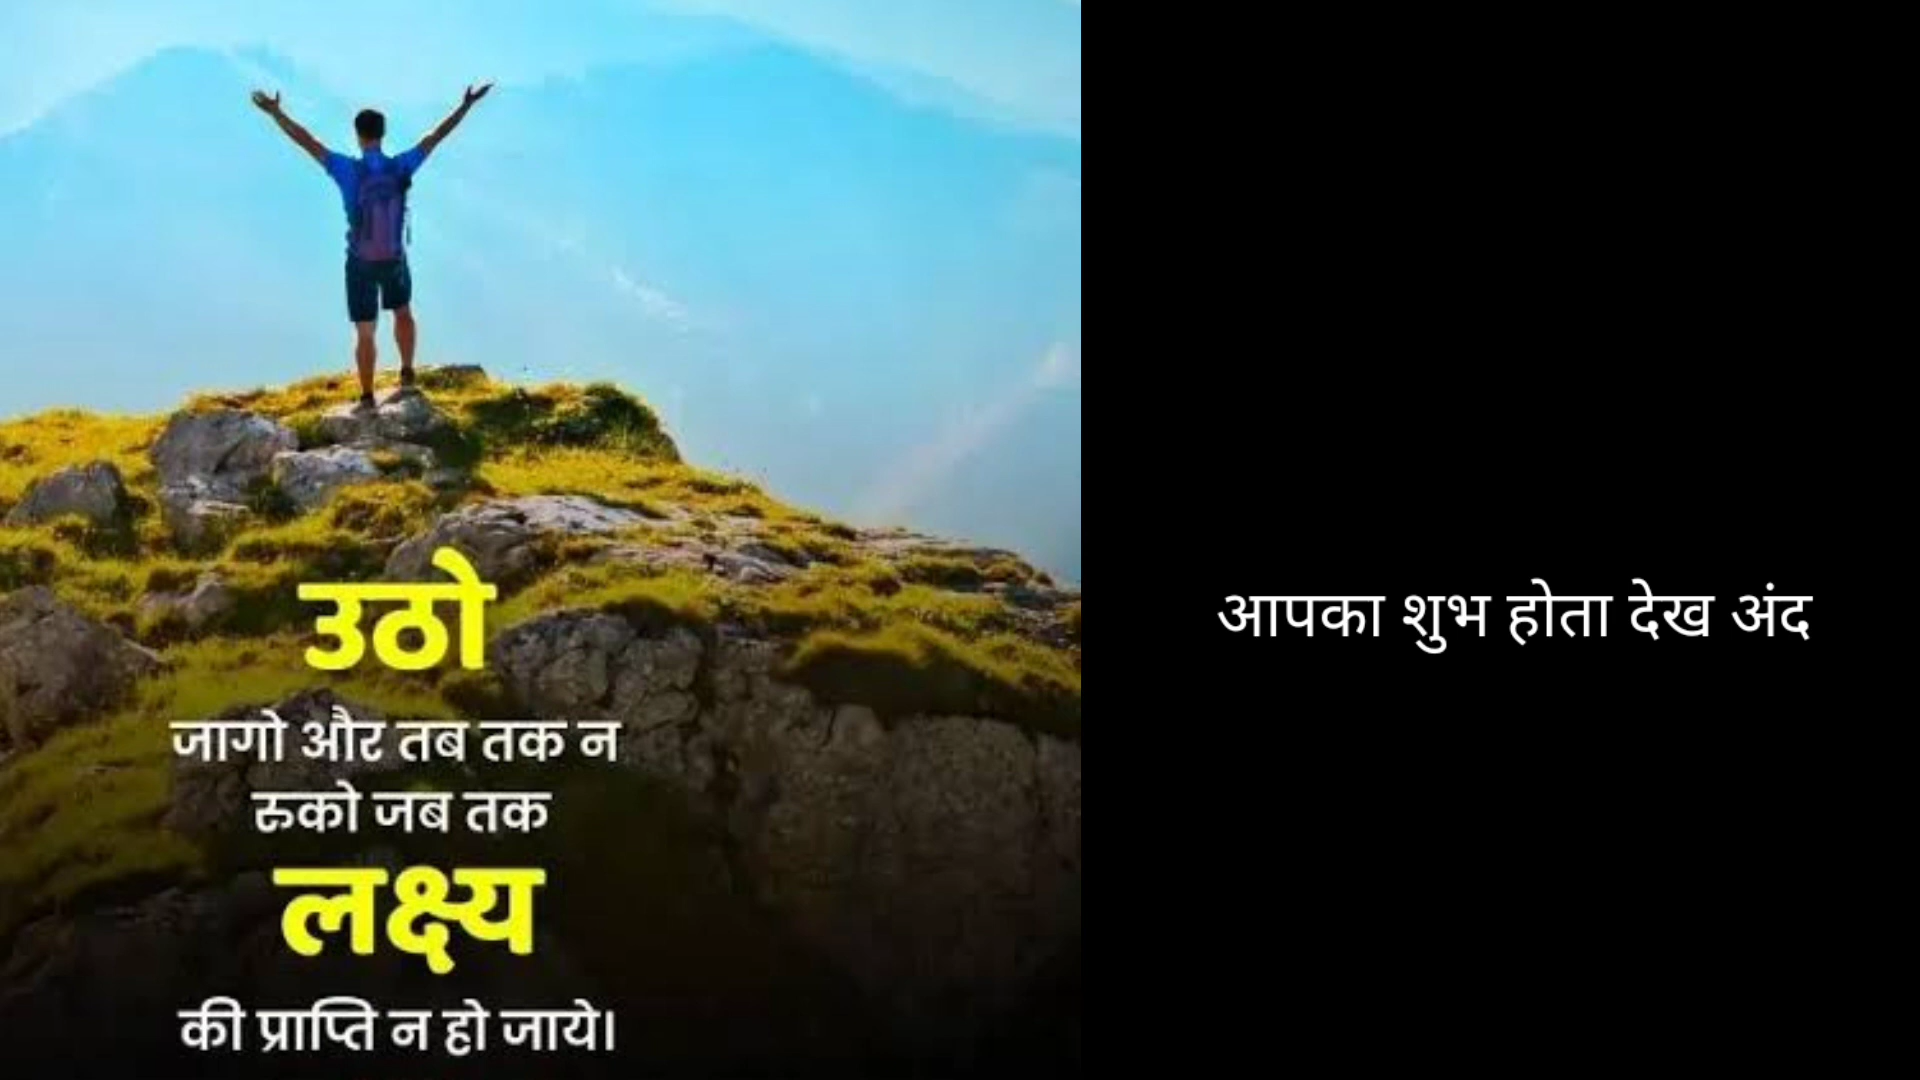 उठो
जागो और तब तक न
रुको जब तक
लक्ष्य
की प्राप्ति न हो जाये।
आपका शुभ होता देख अंद